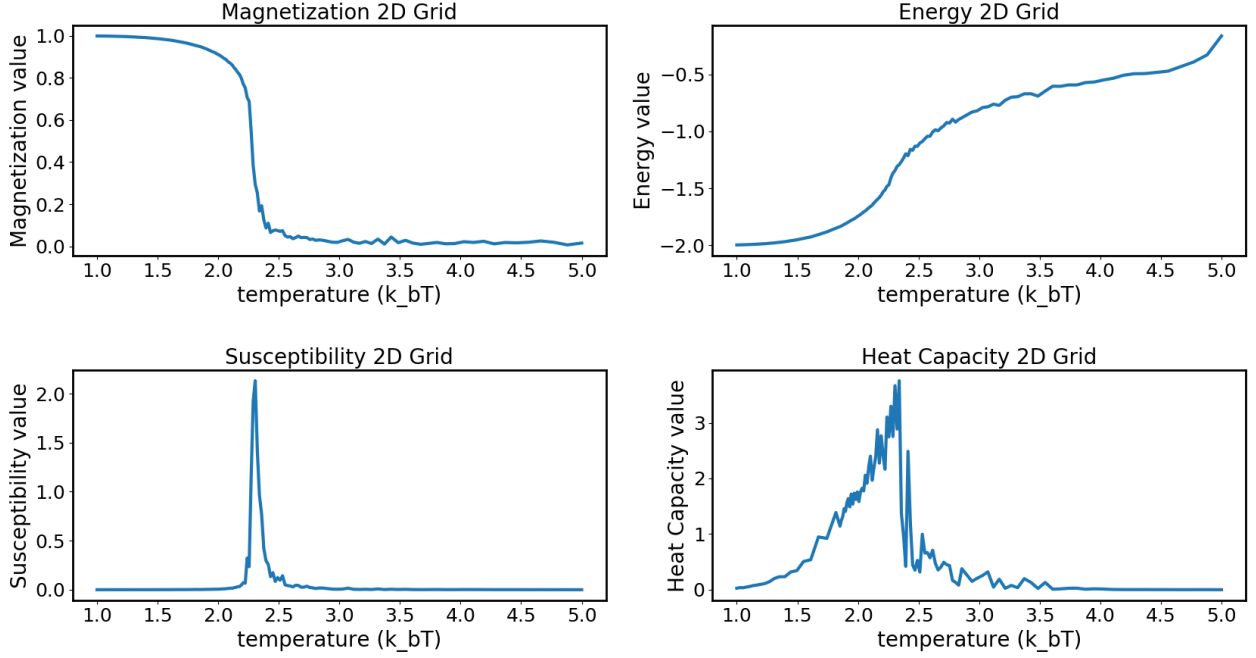 Magnetization 2D Grid
Magnetization value
1.0
0.8
0.6
0.4
0.2
0.0
1.0 1.5 2.0 2.5 3.0 3.5 4.0 4.5 5.0
temperature (k_bT)
Energy 2D Grid
Energy value
−0.5
−1.0
−1.5
−2.0
1.0 1.5 2.0 2.5 3.0 3.5 4.0 4.5 5.0
temperature (k_bT)
Susceptibility 2D Grid
Susceptibility value
2.0
1.5
1.0
0.5
0.0
1.0 1.5 2.0 2.5 3.0 3.5 4.0 4.5 5.0
temperature (k_bT)
Heat Capacity 2D Grid
Heat Capacity value
3
2
1
0
1.0 1.5 2.0 2.5 3.0 3.5 4.0 4.5 5.0
temperature (k_bT)